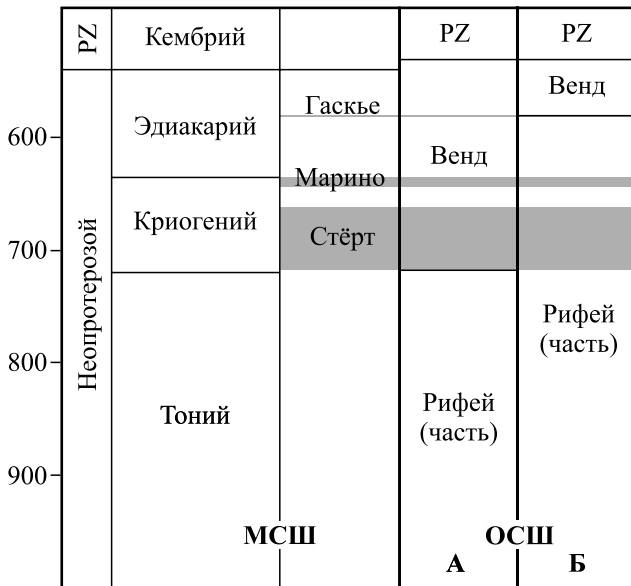 PZ
Кембрий
PZ
PZ
Гаскье
Венд
Эдиакарий
600
Венд
Марино
Криогений
Стёрт
700
Неопротерозой
Рифей
(часть)
800
Тоний
Рифей
(часть)
900
МСШ
ОСШ
А
Б